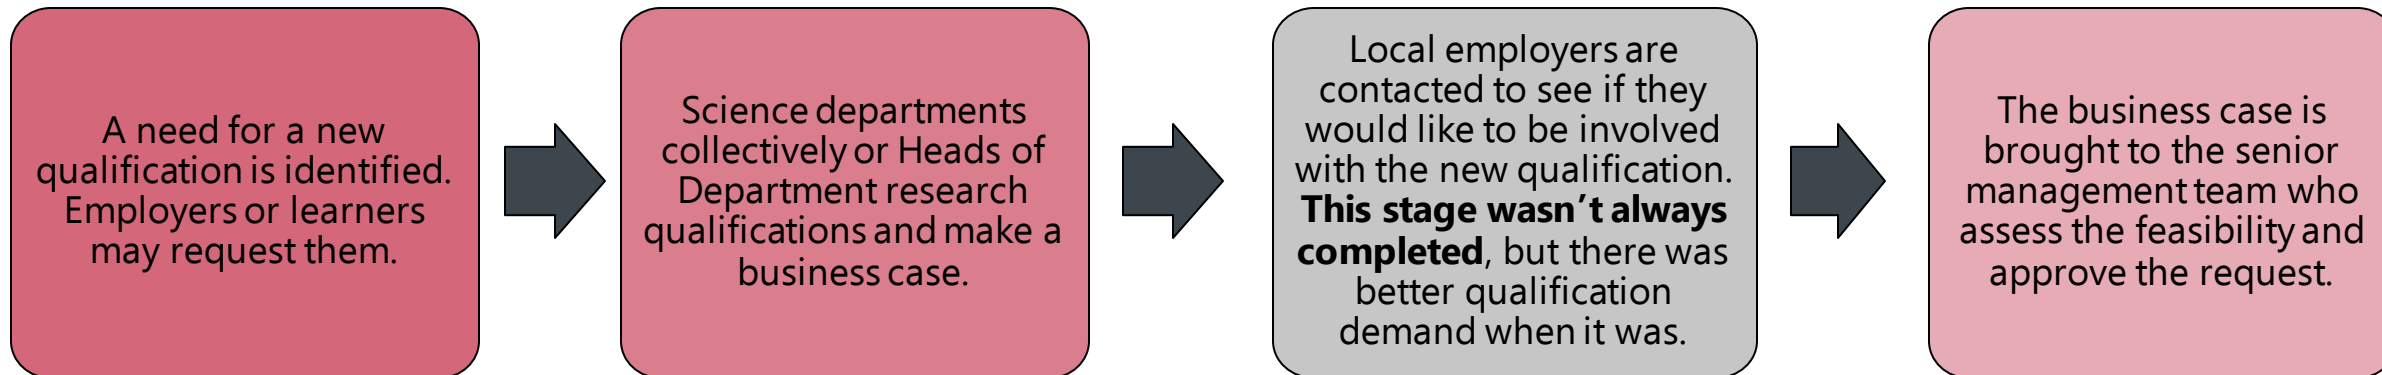 A need for a new
qualification is identified.
Employers or learners
may request them.
Science departments
collectively or Heads of
Department research
qualifications and make a
business case.
Local employers are
contacted to see if they
would like to be involved
with the new qualification.
This stage wasn’t always
completed, but there was
better qualification
demand when it was.
The business case is
brought to the senior
management team who
assess the feasibility and
approve the request.